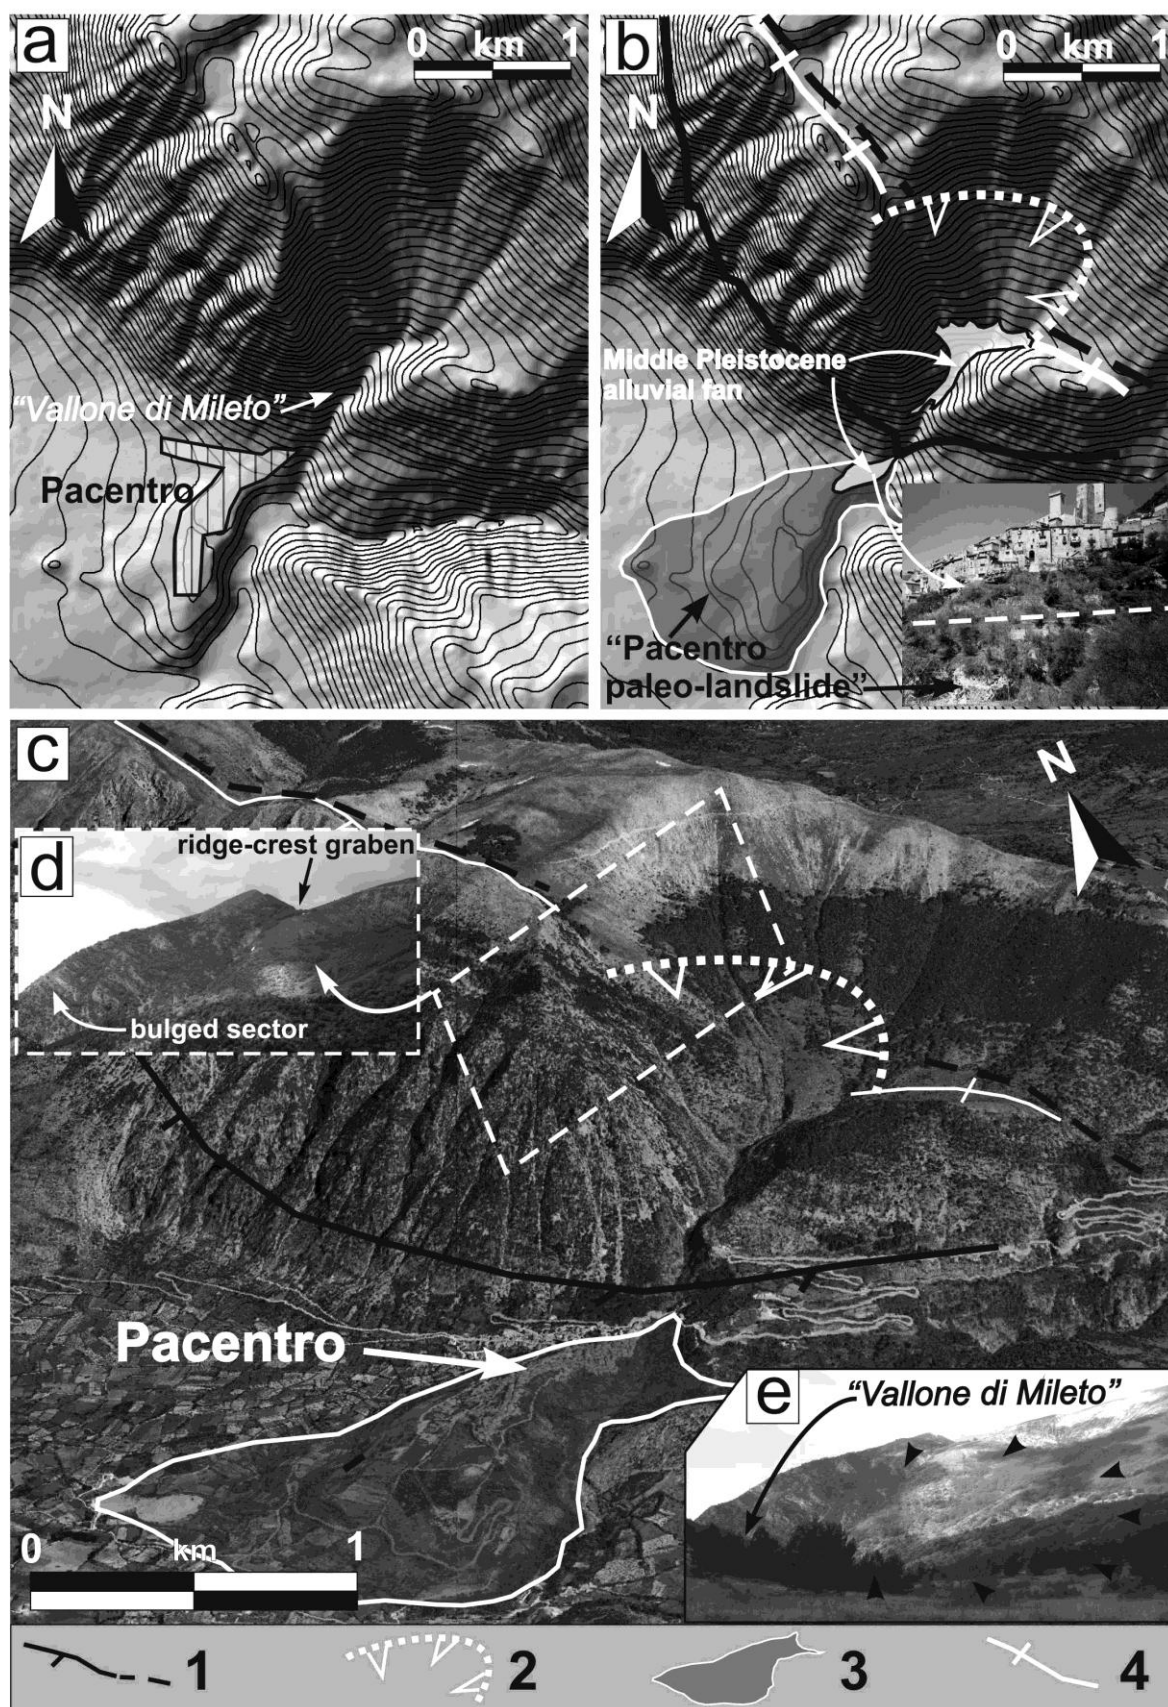 a
0 km 1
N
"Vallone di Mileto"
Pacentro
b
0 km 1
N
Middle Pleistocene
alluvial fan
"Pacentro
paleo-landslide"
c
N
d
ridge-crest graben
bulged sector
Pacentro
e
"Vallone di Mileto"
0 km 1
1 2 3 4